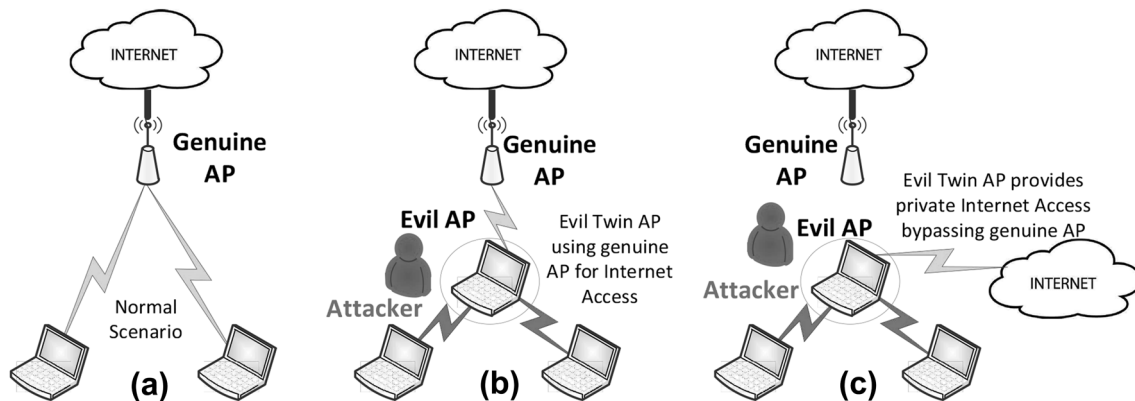 INTERNET
Genuine
AP
Normal
Scenario
(a)
INTERNET
Genuine
AP
Evil AP
Attacker
Evil Twin AP
using genuine
AP for Internet
Access
(b)
INTERNET
Genuine
AP
Evil AP
Attacker
Evil Twin AP provides
private Internet Access
bypassing genuine AP
INTERNET
(c)